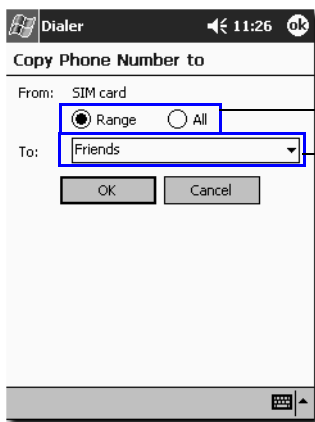 Dialer 11:26 ok
Copy Phone Number to
From: SIM card
Range All
To: Friends
OK Cancel